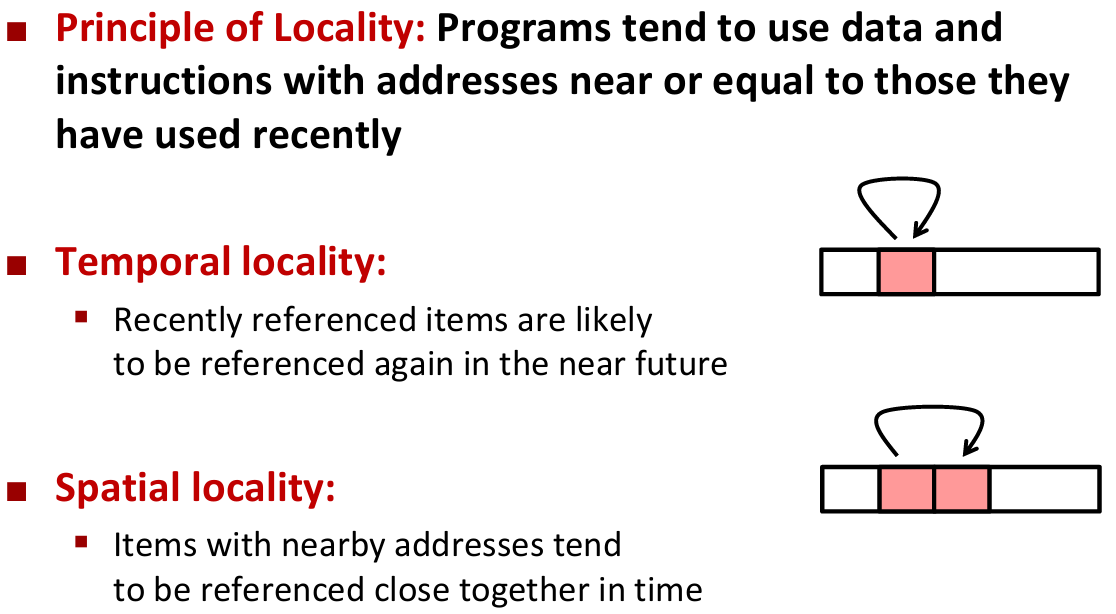 Principle of Locality: Programs tend to use data and
instructions with addresses near or equal to those they
have used recently
Temporal locality:
Recently referenced items are likely
to be referenced again in the near future
Spatial locality:
Items with nearby addresses tend
to be referenced close together in time